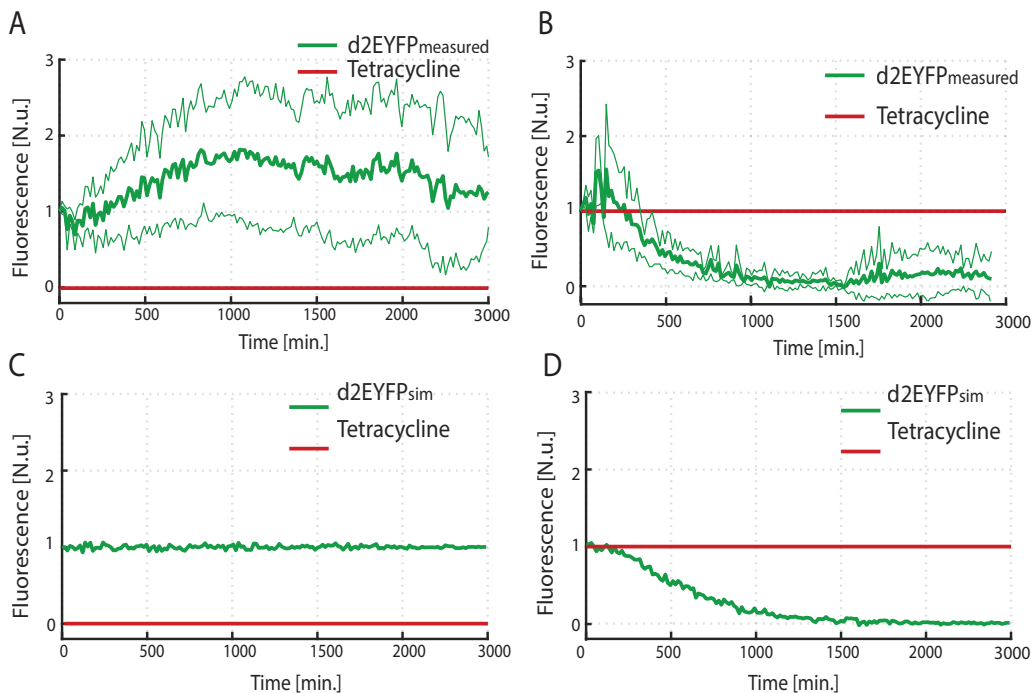 A
d2EYFPmeasured
Tetracycline
Fluorescence [N.u.]
3
2
1
0
0 500 1000 1500 2000 2500 3000
Time [min.]
B
d2EYFPmeasured
Tetracycline
Fluorescence [N.u.]
3
2
1
0
0 500 1000 1500 2000 2500 3000
Time [min.]
C
d2EYFPsim
Tetracycline
Fluorescence [N.u.]
3
2
1
0
0 500 1000 1500 2000 2500 3000
Time [min.]
D
d2EYFPsim
Tetracycline
Fluorescence [N.u.]
3
2
1
0
0 500 1000 1500 2000 2500 3000
Time [min.]